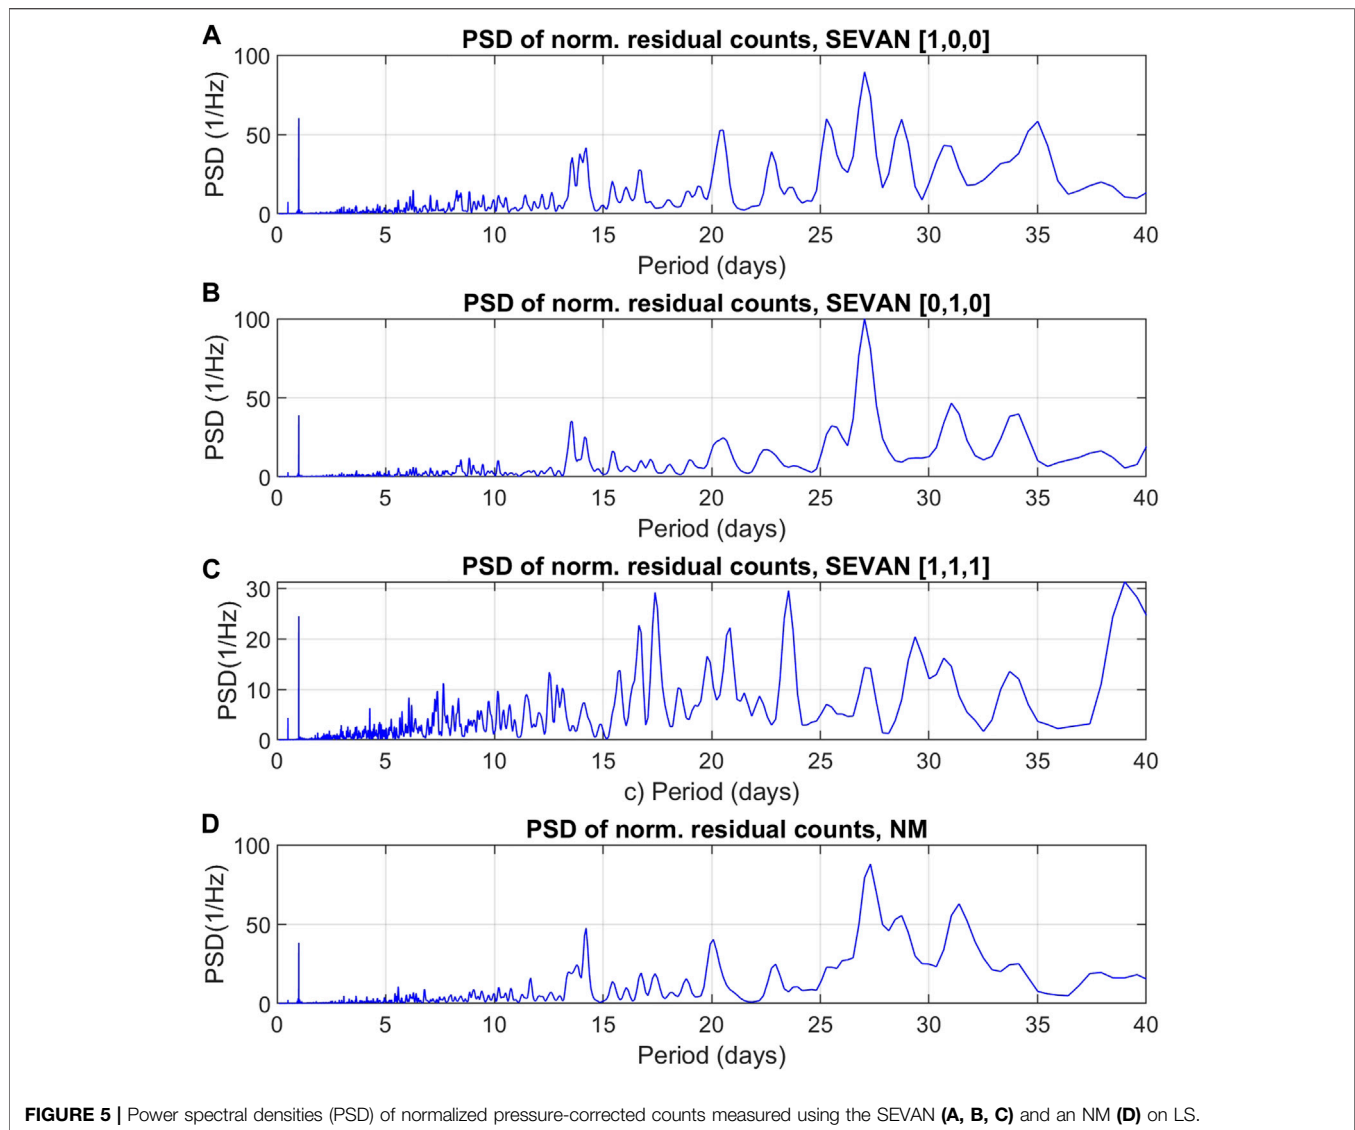 A
PSD of norm. residual counts, SEVAN [1,0,0]
PSD (1/Hz)
100
50
0
0 5 10 15 20 25 30 35 40
Period (days)
B
PSD of norm. residual counts, SEVAN [0,1,0]
PSD (1/Hz)
100
50
0
0 5 10 15 20 25 30 35 40
Period (days)
C
PSD of norm. residual counts, SEVAN [1,1,1]
PSD(1/Hz)
30
20
10
0
0 5 10 15 20 25 30 35 40
c) Period (days)
D
PSD of norm. residual counts, NM
PSD(1/Hz)
100
50
0
0 5 10 15 20 25 30 35 40
Period (days)
FIGURE 5 | Power spectral densities (PSD) of normalized pressure-corrected counts measured using the SEVAN (A, B, C) and an NM (D) on LS.